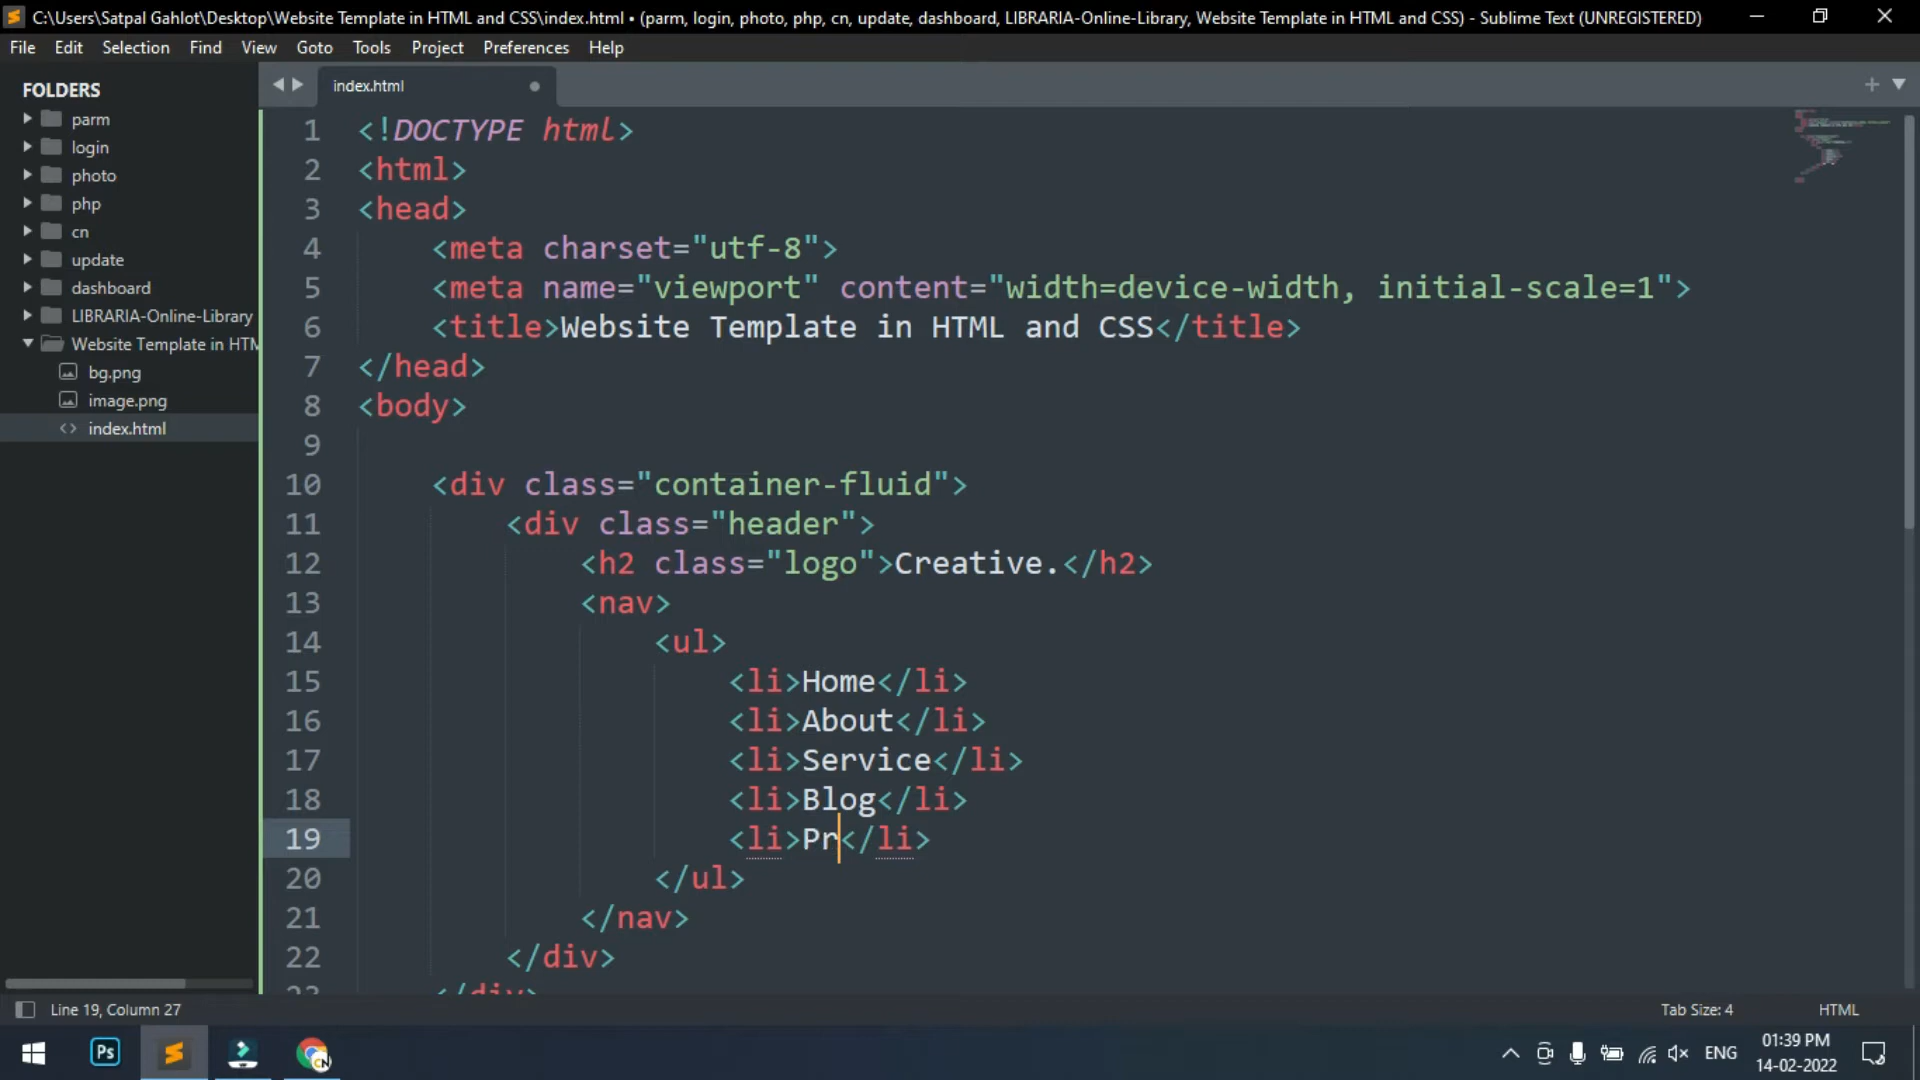 C:\Users\Satpal Gahlot\Desktop\Website Template in HTML and CSS\index.html • (parm, login, photo, php, cn, update, dashboard, LIBRARIA-Online-Library, Website Template in HTML and CSS) - Sublime Text (UNREGISTERED)
File Edit Selection Find View Goto Tools Project Preferences Help
FOLDERS
parm
login
photo
php
cn
update
dashboard
LIBRARIA-Online-Library
Website Template in HTM
bg.png
image.png
index.html
index.html
1 <!DOCTYPE html>
2 <html>
3 <head>
4 <meta charset="utf-8">
5 <meta name="viewport" content="width=device-width, initial-scale=1">
6 <title>Website Template in HTML and CSS</title>
7 </head>
8 <body>
9
10 <div class="container-fluid">
11 <div class="header">
12 <h2 class="logo">Creative.</h2>
13 <nav>
14 <ul>
15 <li>Home</li>
16 <li>About</li>
17 <li>Service</li>
18 <li>Blog</li>
19 <li>Pr</li>
20 </ul>
21 </nav>
22 </div>
23 </div>
Line 19, Column 27 Tab Size: 4 HTML
Ps
CN
ENG
01:39 PM
14-02-2022